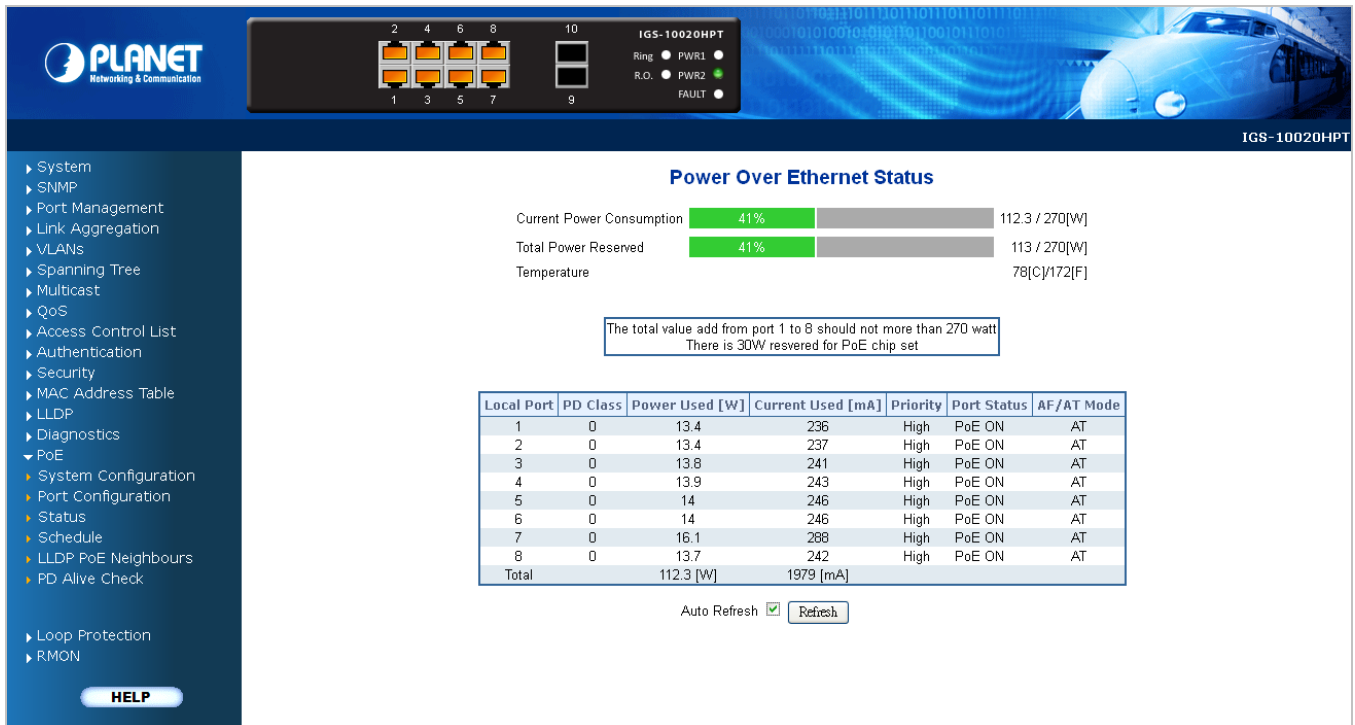 PLANET
Networking & Communication
2 4 6 8 10
1 3 5 7 9
IGS-10020HPT
Ring PWR1
R.O. PWR2
FAULT
IGS-10020HPT
System
SNMP
Port Management
Link Aggregation
VLANs
Spanning Tree
Multicast
QoS
Access Control List
Authentication
Security
MAC Address Table
LLDP
Diagnostics
PoE
System Configuration
Port Configuration
Status
Schedule
LLDP PoE Neighbours
PD Alive Check
Loop Protection
RMON
HELP
Power Over Ethernet Status
Current Power Consumption 41% 112.3 / 270[W]
Total Power Reserved 41% 113 / 270[W]
Temperature 78[C]/172[F]
The total value add from port 1 to 8 should not more than 270 watt
There is 30W resvered for PoE chip set
Local Port PD Class Power Used [W] Current Used [mA] Priority Port Status AF/AT Mode
1 0 13.4 236 High PoE ON AT
2 0 13.4 237 High PoE ON AT
3 0 13.8 241 High PoE ON AT
4 0 13.9 243 High PoE ON AT
5 0 14 246 High PoE ON AT
6 0 14 246 High PoE ON AT
7 0 16.1 288 High PoE ON AT
8 0 13.7 242 High PoE ON AT
Total 112.3 [W] 1979 [mA]
Auto Refresh Refresh